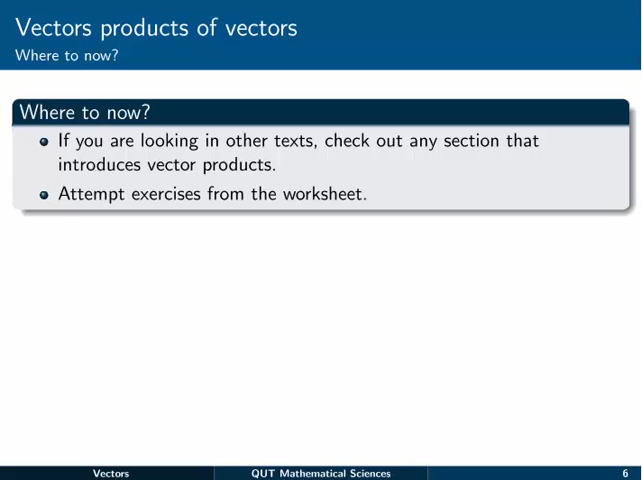 Vectors products of vectors
Where to now?
Where to now?
If you are looking in other texts, check out any section that
introduces vector products.
Attempt exercises from the worksheet.
Vectors QUT Mathematical Sciences 6